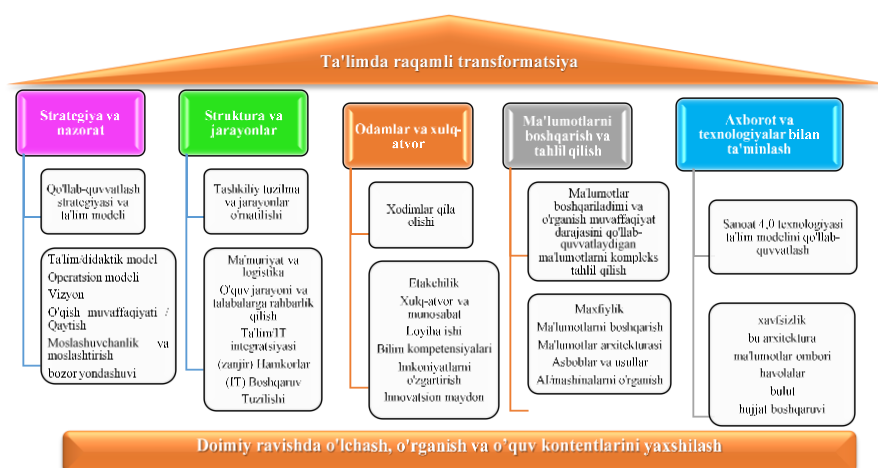 Ta'limda raqamli transformatsiya
Strategiya va
nazorat
Qo'llab-quvvatlash
strategiyasi va
ta'lim modeli
Ta'lim/didaktik model
Operatsion modeli
Vizyon
O'qish muvaffaqiyati /
Qaytish
Moslashuvchanlik va
moslashtirish
bozor yondashuvi
Struktura va
jarayonlar
Tashkiliy tuzilma
va jarayonlar
o'rnatilishi
Ma'muriyat va
logistika
O'quv jarayoni va
talabalarga rahbarlik
qilish
Ta'lim/IT
integratsiyasi
(zanjir) Hamkorlar
(IT) Boshqaruv
Tuzilishi
Odamlar va xulq-
atvor
Xodimlar qila
olishi
Etakchilik
Xulq-atvor va
munosabat
Loyiha ishi
Bilim kompetensiyalari
Imkoniyatlarni
o'zgartirish
Innovatsion maydon
Ma'lumotlarni
boshqarish va
tahlil qilish
Ma'lumotlar
boshqariladimi va
o'rganish muvaffaqiyat
darajasini qo'llab-
quvvatlaydigan
ma'lumotlarni kompleks
tahlil qilish
Maxfiylik
Ma'lumotlarni boshqarish
Ma'lumotlar arxitekturasi
Asboblar va usullar
AI/mashinalarni o'rganish
Axborot va
texnologiyalar bilan
ta'minlash
Sanoat 4.0 texnologiyasi
ta'lim modelini qo'llab-
quvvatlash
xavfsizlik
bu arxitektura
ma'lumotlar ombori
havolalar
bulut
hujjat boshqaruvi
Doimiy ravishda o'lchash, o'rganish va o'quv kontentlarini yaxshilash